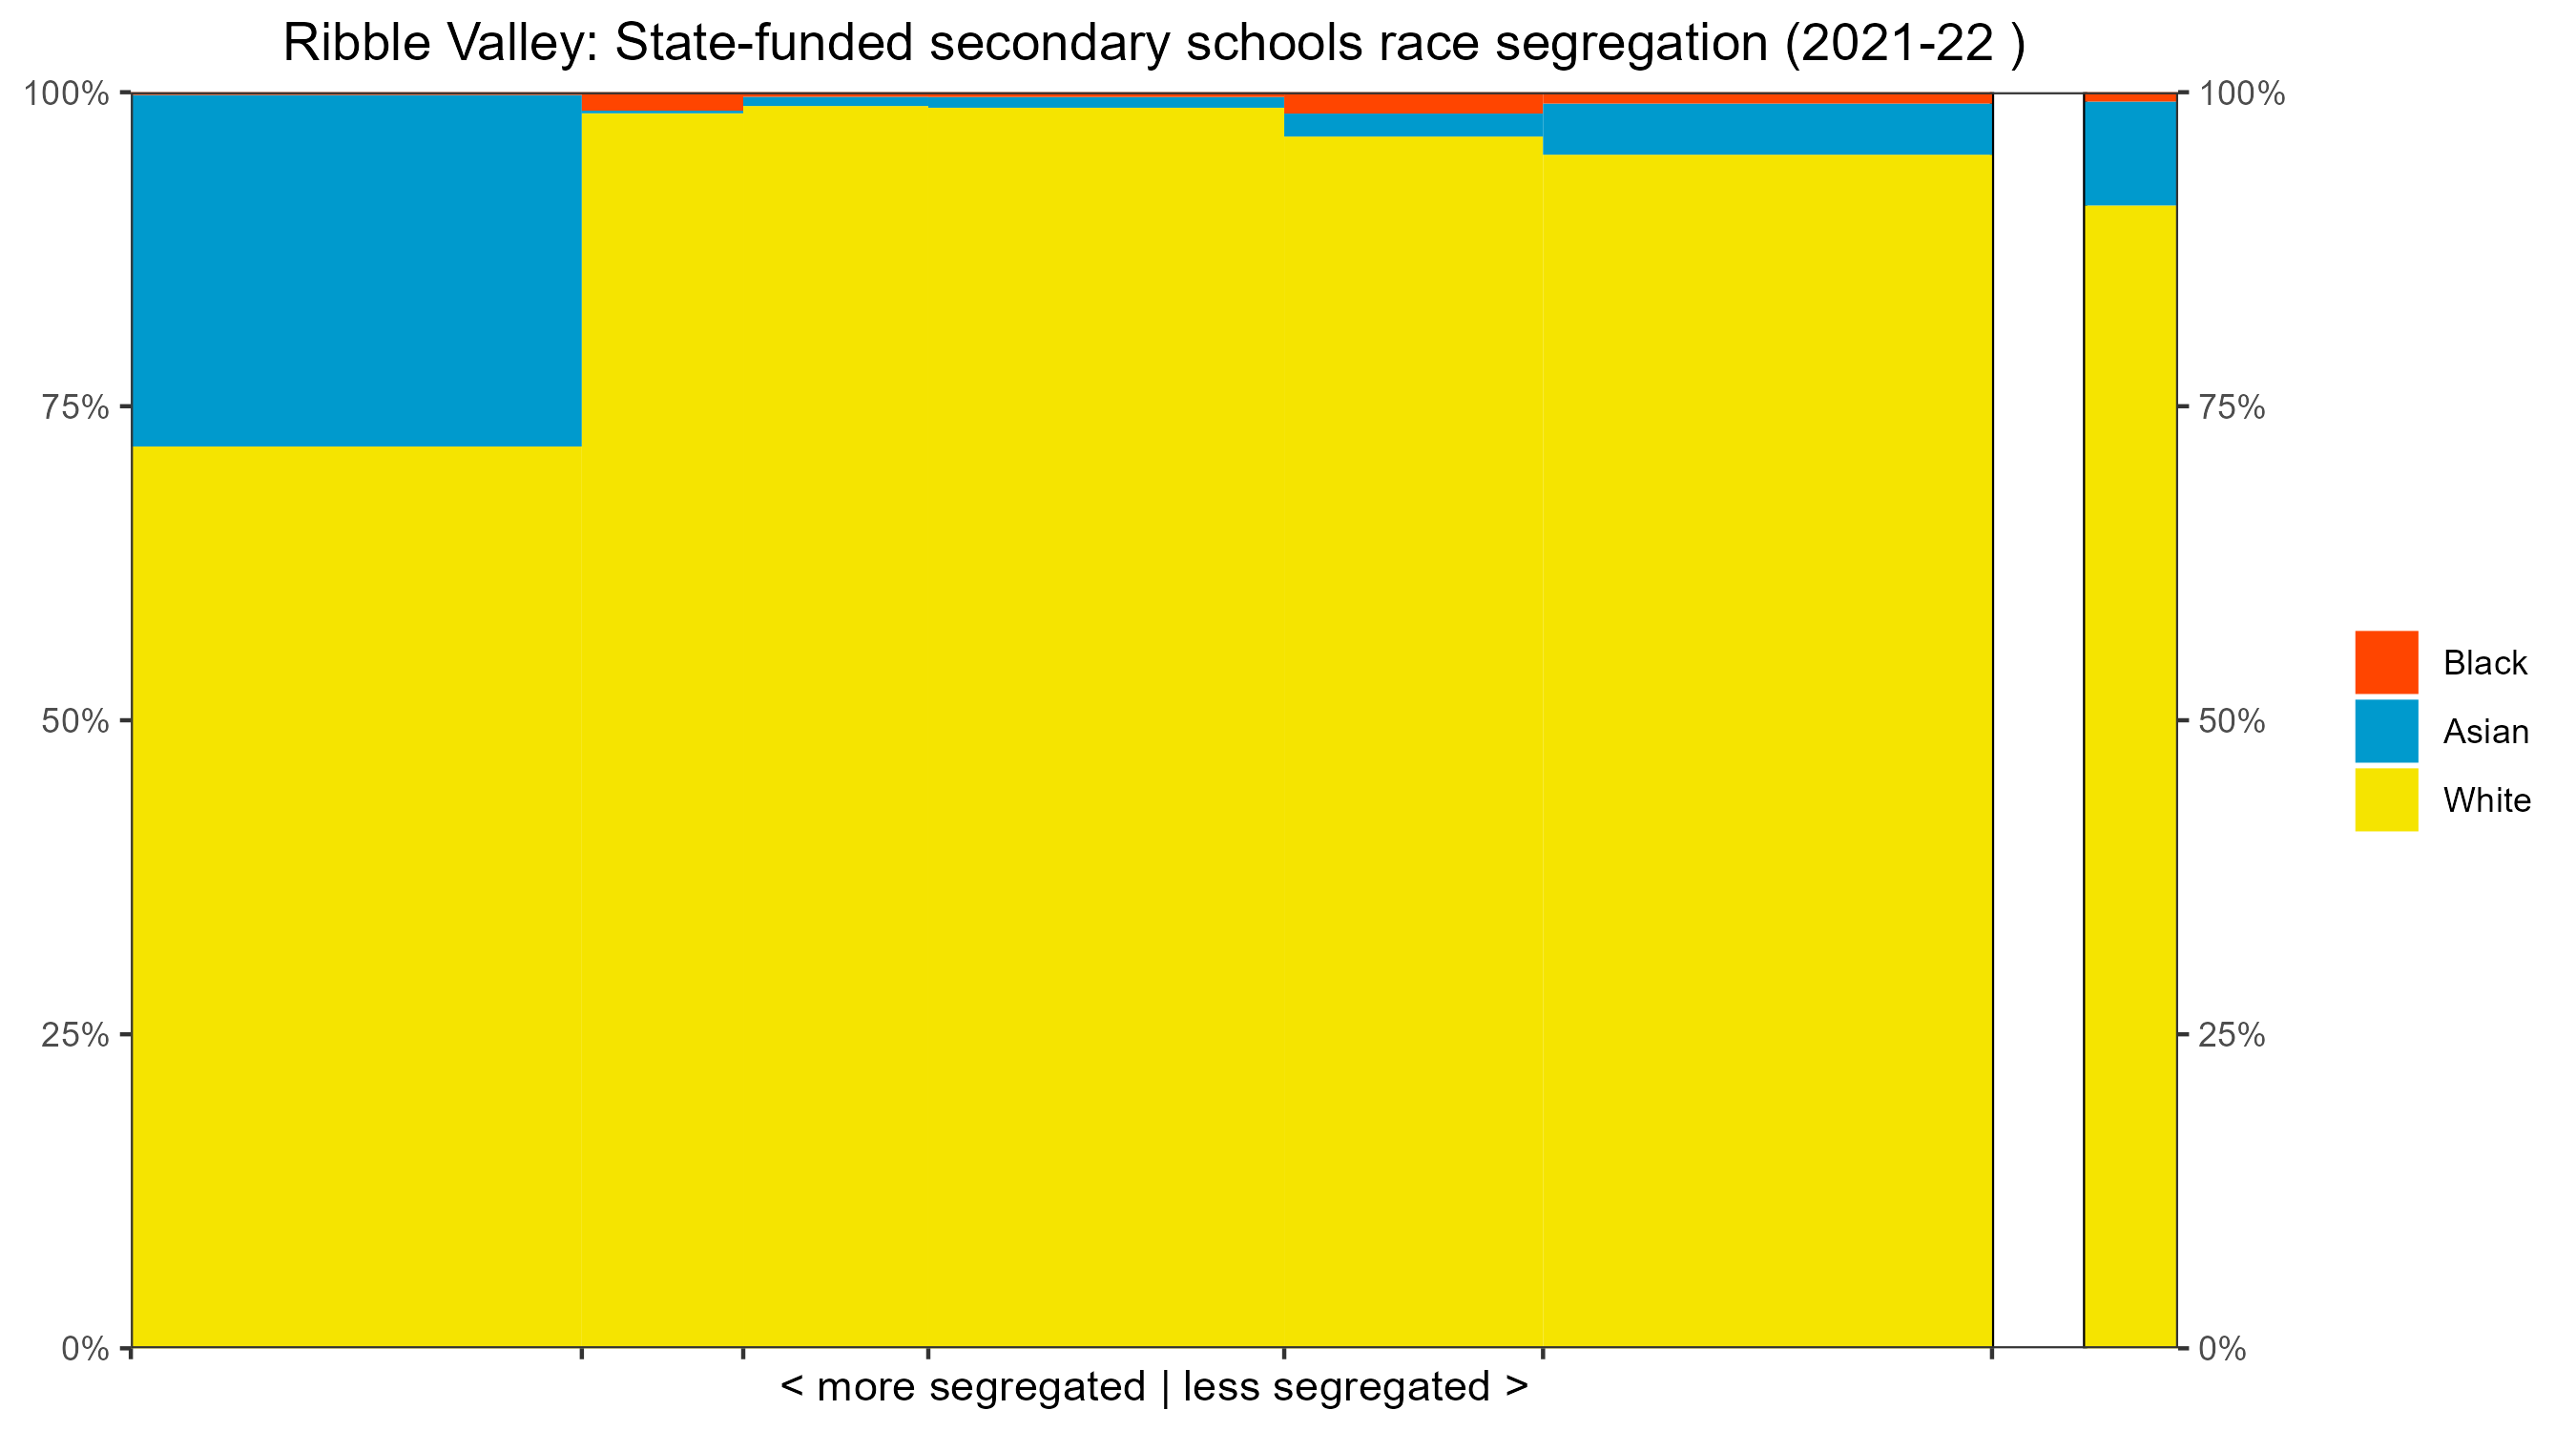 Ribble Valley: State-funded secondary schools race segregation (2021-22 )
100%
75%
50%
25%
0%
100%
75%
50%
25%
0%
Black
Asian
White
< more segregated | less segregated >